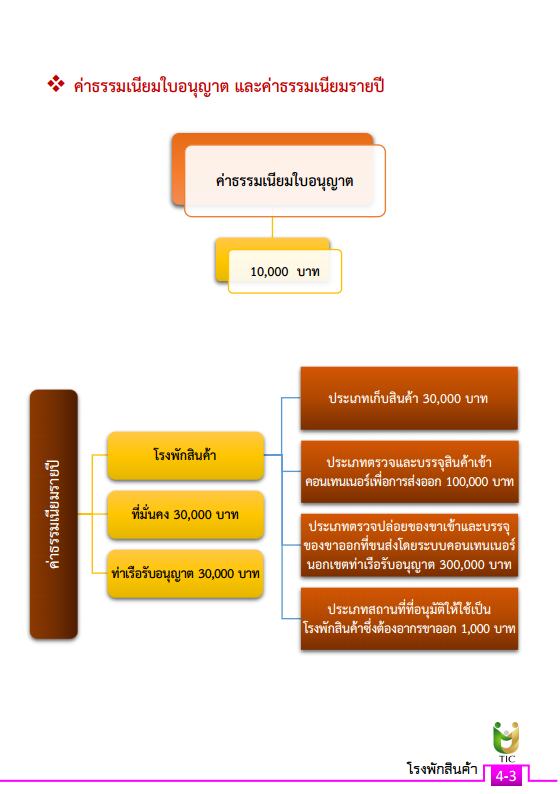 ❖ ค่าธรรมเนียมใบอนุญาต และค่าธรรมเนียมรายปี
ค่าธรรมเนียมใบอนุญาต
10,000 บาท
ค่าธรรมเนียมรายปี
โรงพักสินค้า
ที่มั่นคง 30,000 บาท
ท่าเรือรับอนุญาต 30,000 บาท
ประเภทเก็บสินค้า 30,000 บาท
ประเภทตรวจและบรรจุสินค้าเข้า
คอนเทนเนอร์เพื่อการส่งออก 100,000 บาท
ประเภทตรวจปล่อยของขาเข้าและบรรจุ
ของขาออกที่ขนส่งโดยระบบคอนเทนเนอร์
นอกเขตท่าเรือรับอนุญาต 300,000 บาท
ประเภทสถานที่ที่อนุมัติให้ใช้เป็น
โรงพักสินค้าซึ่งต้องอากรขาออก 1,000 บาท
TIC
โรงพักสินค้า 4-3